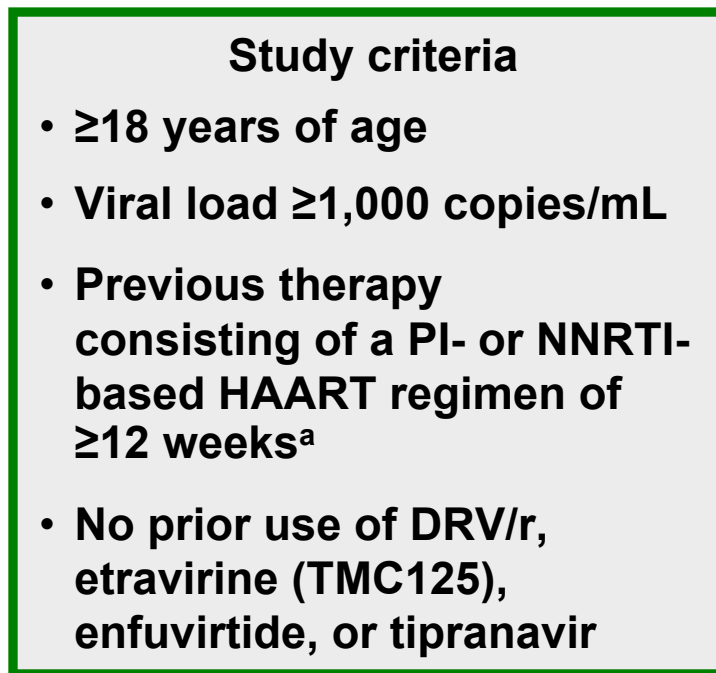 Study criteria
• ≥18 years of age
• Viral load ≥1,000 copies/mL
• Previous therapy
consisting of a PI- or NNRTI-
based HAART regimen of
≥12 weeksᵃ
• No prior use of DRV/r,
etravirine (TMC125),
enfuvirtide, or tipranavir